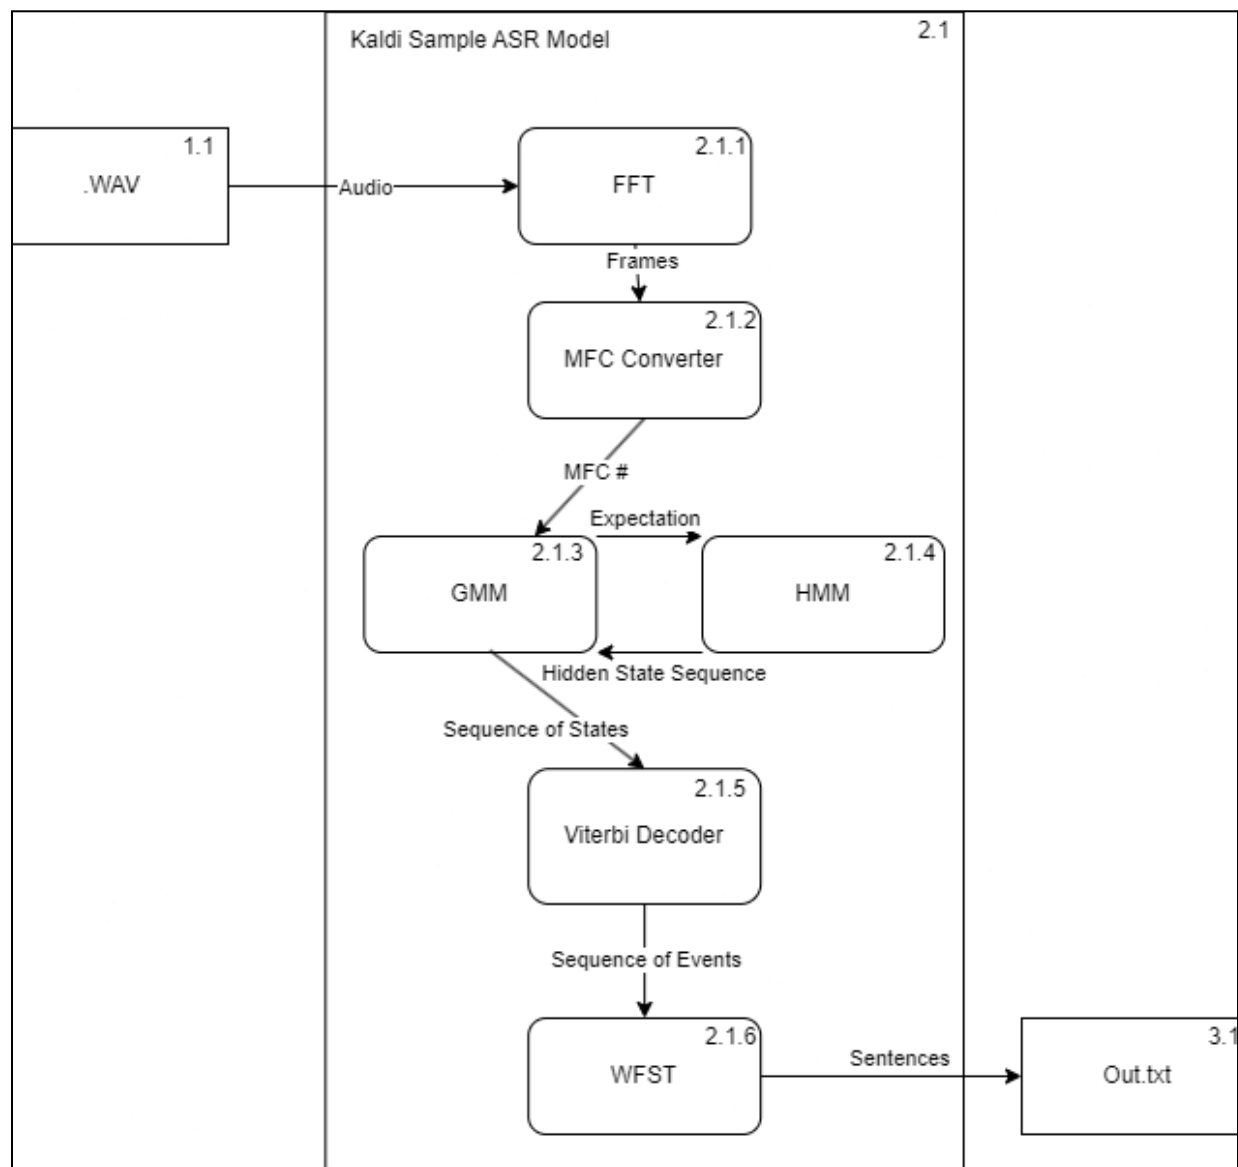 Kaldi Sample ASR Model
2.1
1.1
.WAV
Audio
2.1.1
FFT
Frames
2.1.2
MFC Converter
MFC #
Expectation
2.1.3
GMM
2.1.4
HMM
Hidden State Sequence
Sequence of States
2.1.5
Viterbi Decoder
Sequence of Events
2.1.6
WFST
Sentences
3.1
Out.txt